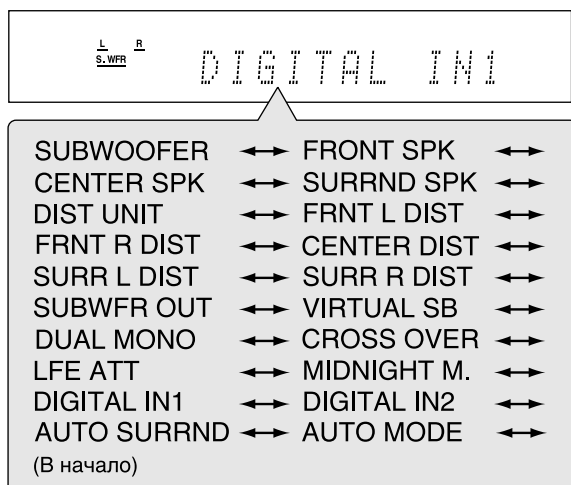 L R
S.WFR
DIGITAL IN1
SUBWOOFER ↔ FRONT SPK ↔
CENTER SPK ↔ SURRND SPK ↔
DIST UNIT ↔ FRNT L DIST ↔
FRNT R DIST ↔ CENTER DIST ↔
SURR L DIST ↔ SURR R DIST ↔
SUBWFR OUT ↔ VIRTUAL SB ↔
DUAL MONO ↔ CROSS OVER ↔
LFE ATT ↔ MIDNIGHT M. ↔
DIGITAL IN1 ↔ DIGITAL IN2 ↔
AUTO SURRND ↔ AUTO MODE ↔
(В начало)